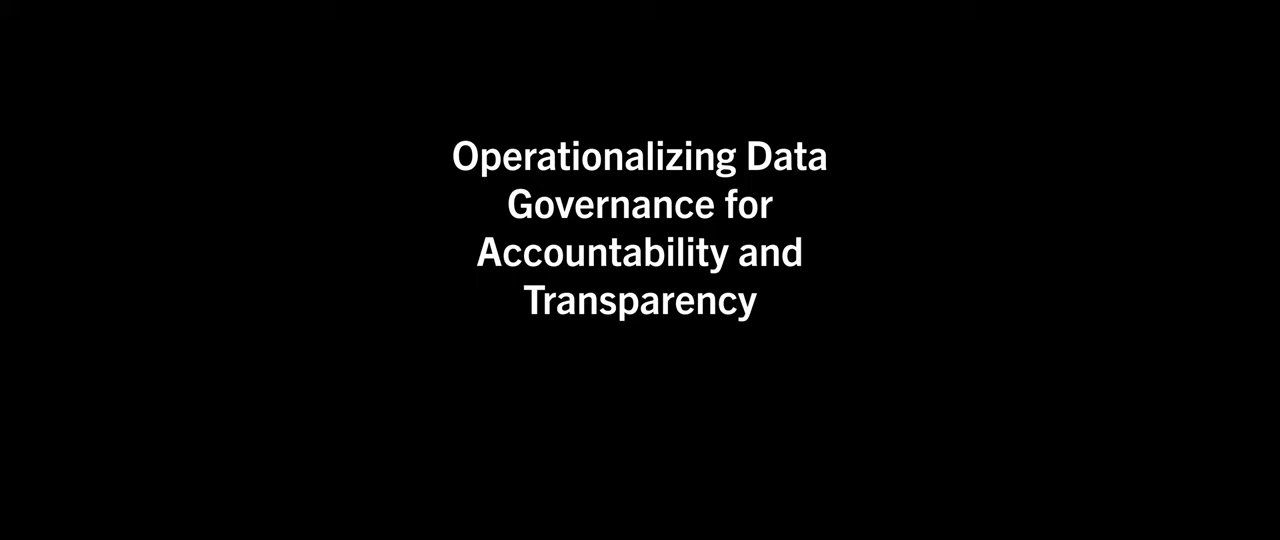 Operationalizing Data
Governance for
Accountability and
Transparency